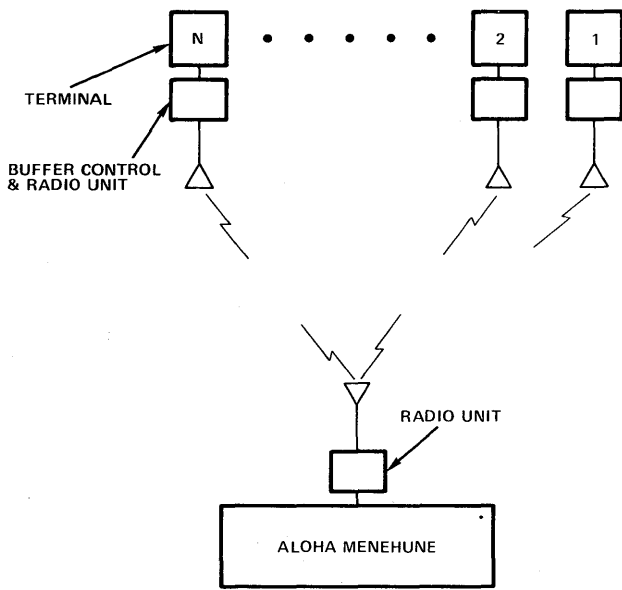 N
2
1
TERMINAL
BUFFER CONTROL
& RADIO UNIT
RADIO UNIT
ALOHA MENEHUNE